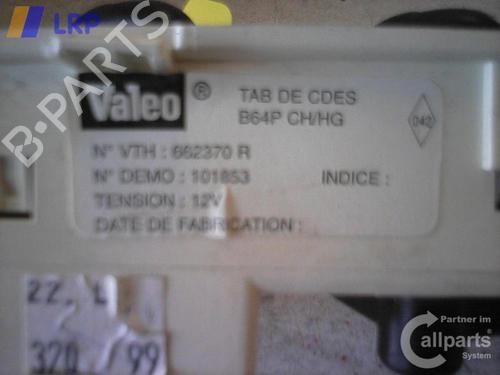 LRP
B-PARTS
Valeo ®
TAB DE CDES
B64P CH/HG
042
N° VTH : 662370 R
N° DEMO : 101853 INDICE :
TENSION : 12V
DATE DE FABRICATION :
22.
320 / 99
Partner im
Callparts
System®